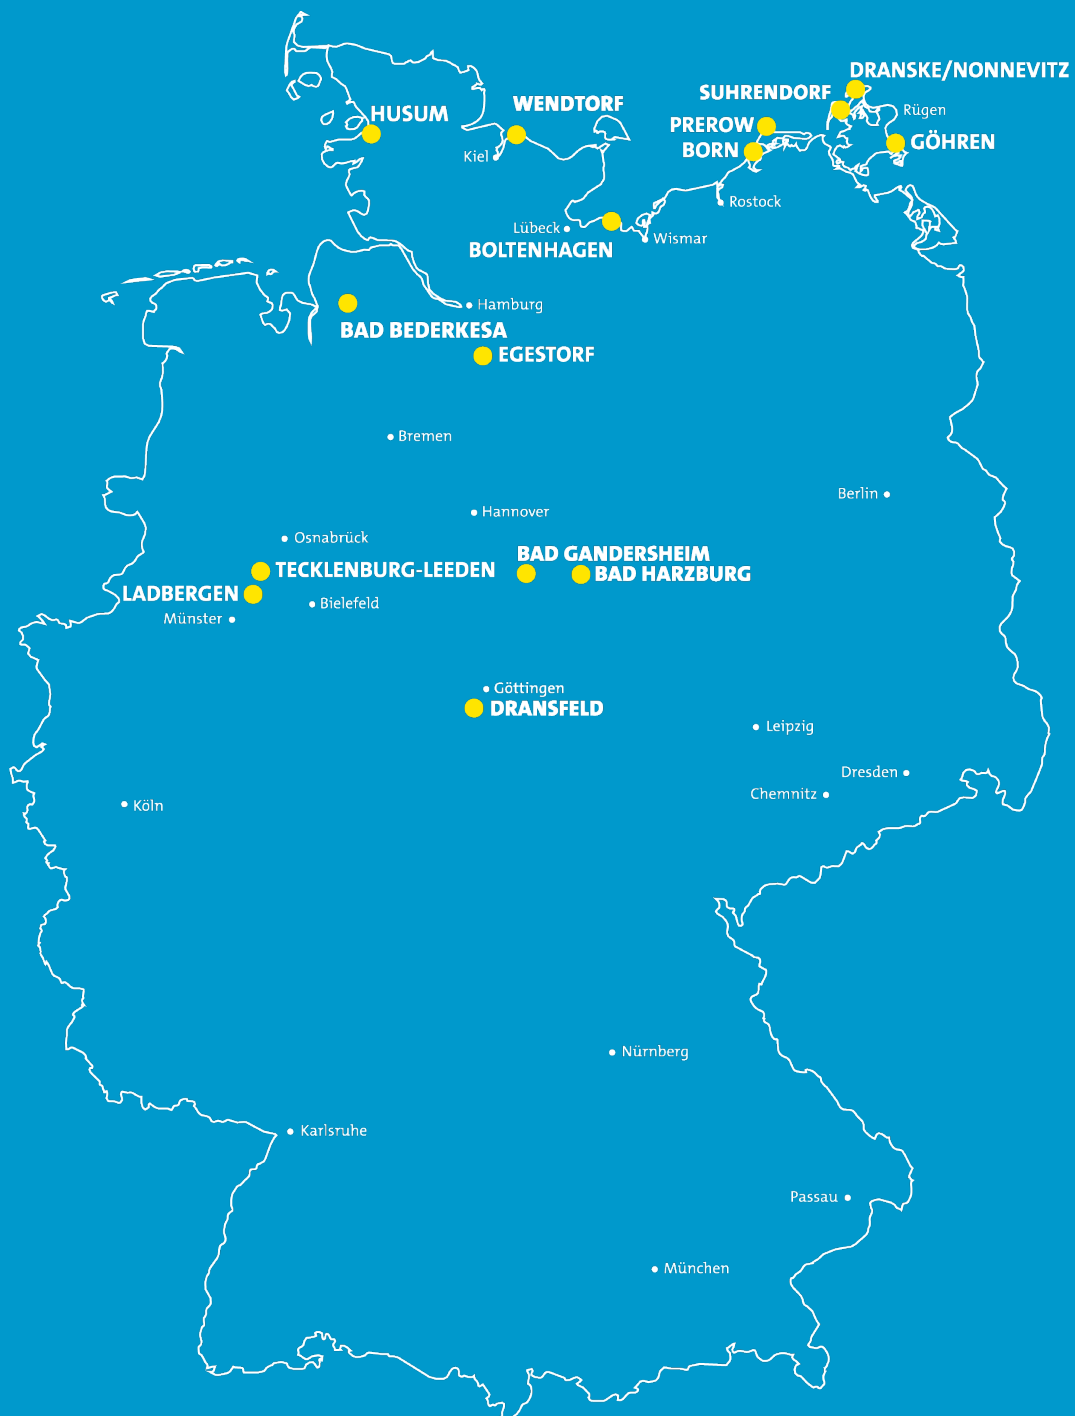 DRANSKE/NONNEVITZ
SUHRENDORF
WENDTORF
Rügen
HUSUM
PREROW
GÖHREN
BORN
Kiel
Rostock
Lübeck
Wismar
BOLTENHAGEN
Hamburg
BAD BEDERKESA
EGESTORF
Bremen
Berlin
Hannover
Osnabrück
BAD GANDERSHEIM
TECKLENBURG-LEEDEN
BAD HARZBURG
LADBERGEN
Bielefeld
Münster
Göttingen
DRANSFELD
Leipzig
Dresden
Chemnitz
Köln
Nürnberg
Karlsruhe
Passau
München